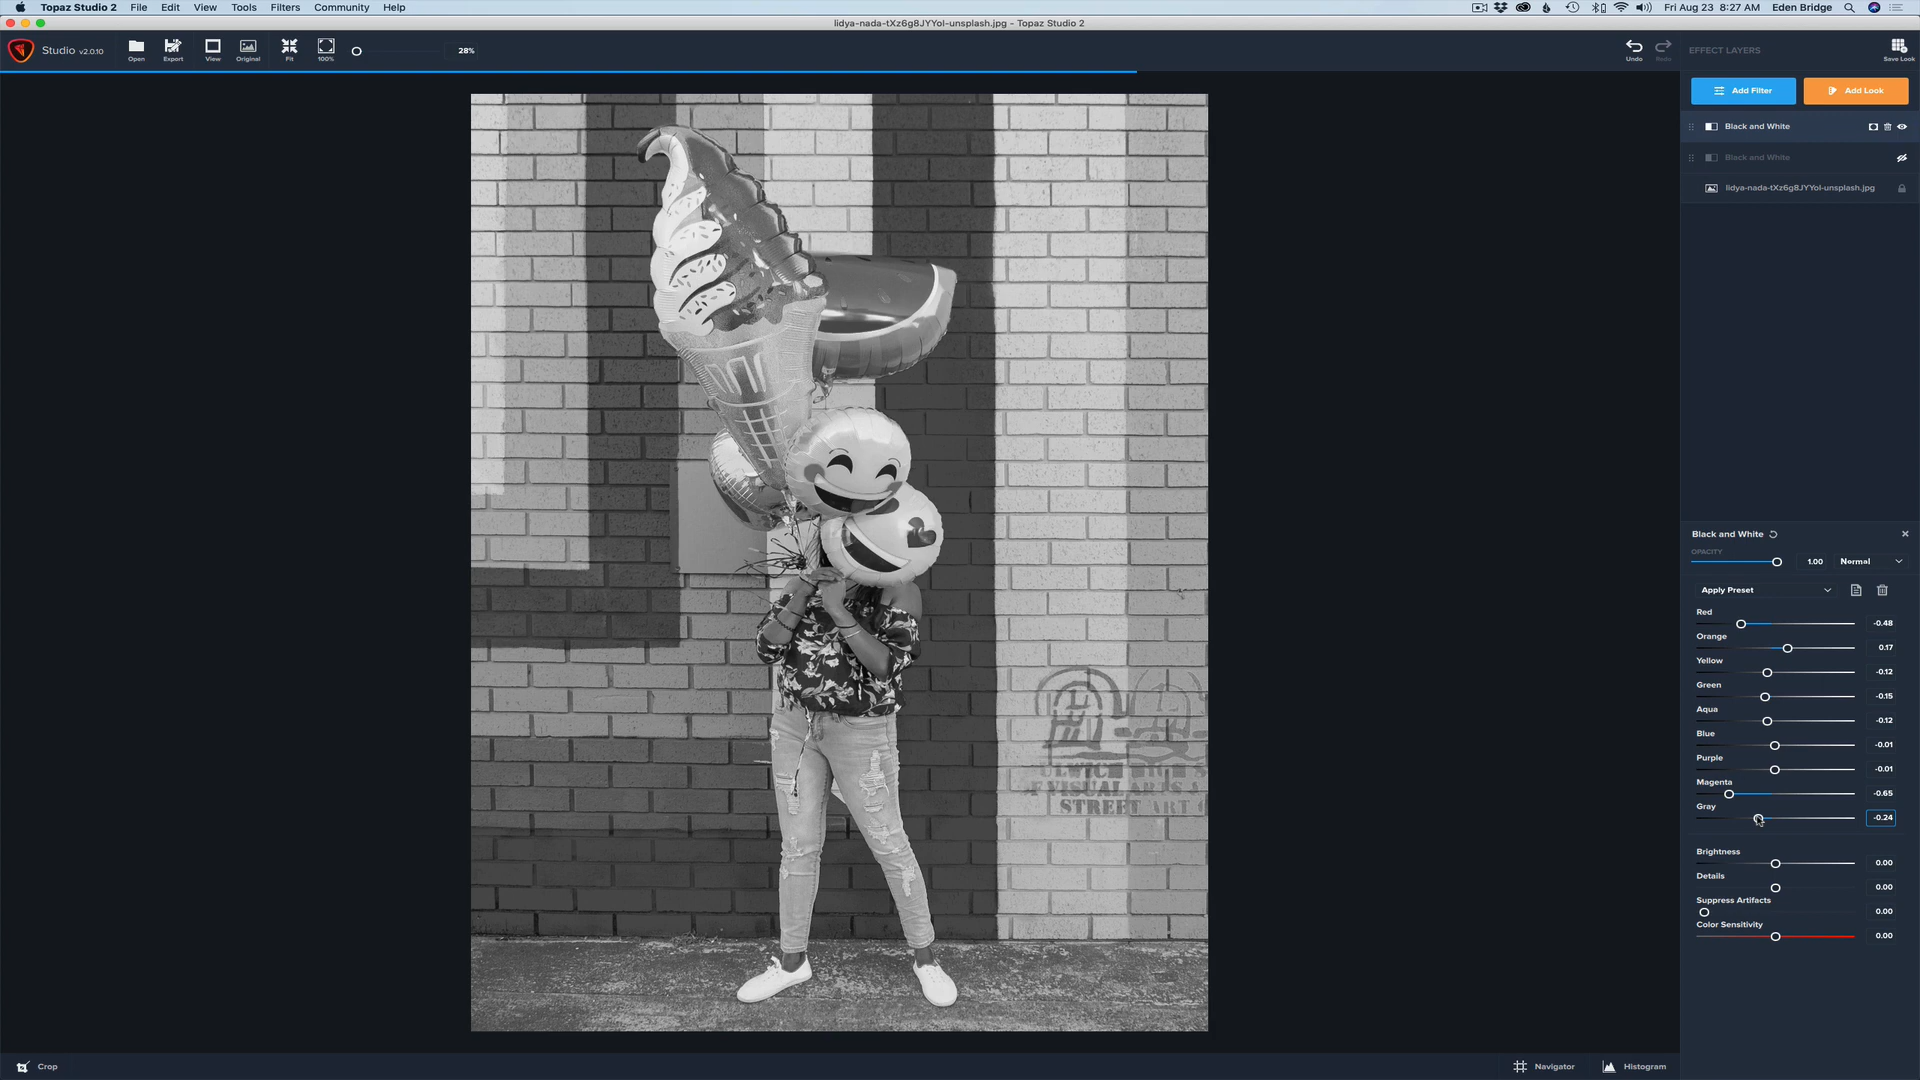 Topaz Studio 2 File Edit View Tools Filters Community Help
Fri Aug 23 8:27 AM Eden Bridge
lidya-nada-tXz6g8JYYoI-unsplash.jpg - Topaz Studio 2
Studio v2.0.10
Open Export View Original Fit 100% 28%
Undo Redo
EFFECT LAYERS
Save Look
Add Filter Add Look
Black and White
Black and White
lidya-nada-tXz6g8JYYoI-unsplash.jpg
Black and White
OPACITY
1.00 Normal
Apply Preset
Red
-0.48
Orange
0.17
Yellow
-0.12
Green
-0.15
Aqua
-0.12
Blue
-0.01
Purple
-0.01
Magenta
-0.65
Gray
-0.24
Brightness
0.00
Details
0.00
Suppress Artifacts
0.00
Color Sensitivity
0.00
VISUAL ARTS
STREET ART
Crop
Navigator Histogram